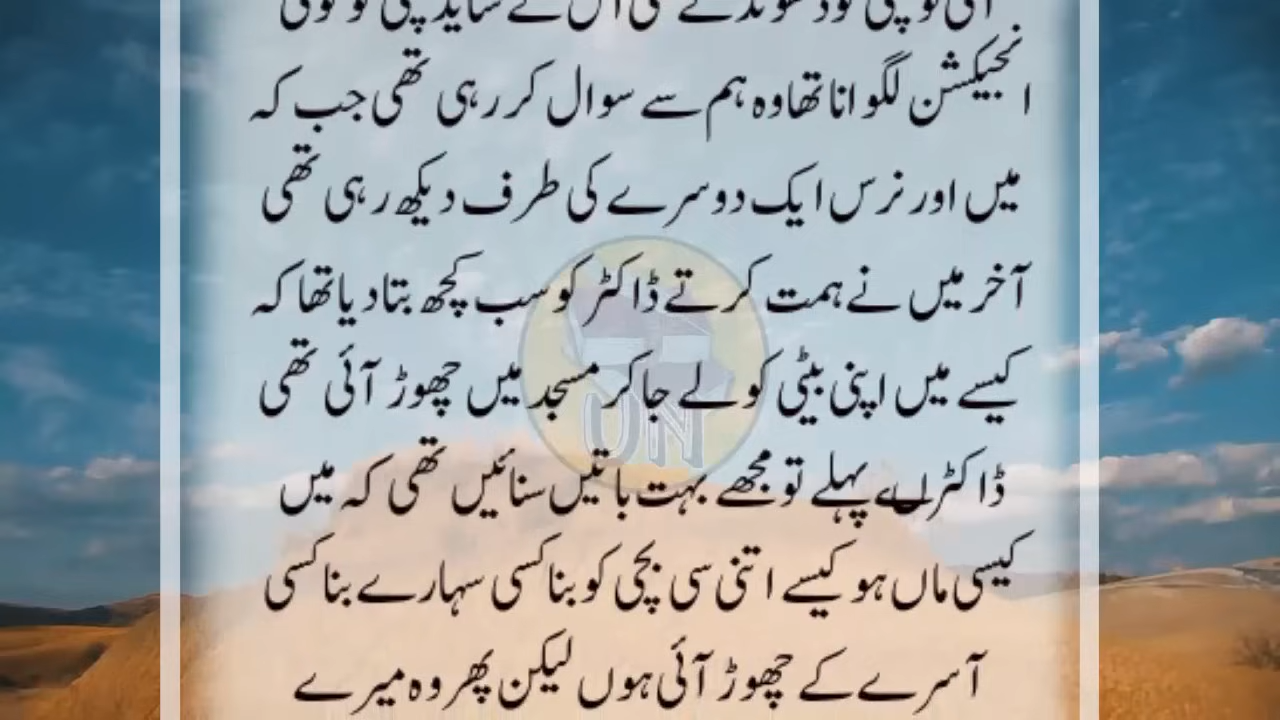 انجیکشن لگوانا تھا وہ ہم سے سوال کر رہی تھی جب کہ
میں اور نرس ایک دوسرے کی طرف دیکھ رہی تھی
آخر میں نے ہمت کرتے ڈاکٹر کو سب کچھ بتا دیا تھا کہ
کیسے میں اپنی بیٹی کو لے جا کر مسجد میں چھوڑ آئی تھی
UN
ڈاکٹر نے پہلے تو مجھے بہت باتیں سنائیں تھی کہ میں
کیسی ماں ہو کیسے اتنی سی بچی کو بنا کسی سہارے بنا کسی
آسرے کے چھوڑ آئی ہوں لیکن پھر وہ میرے